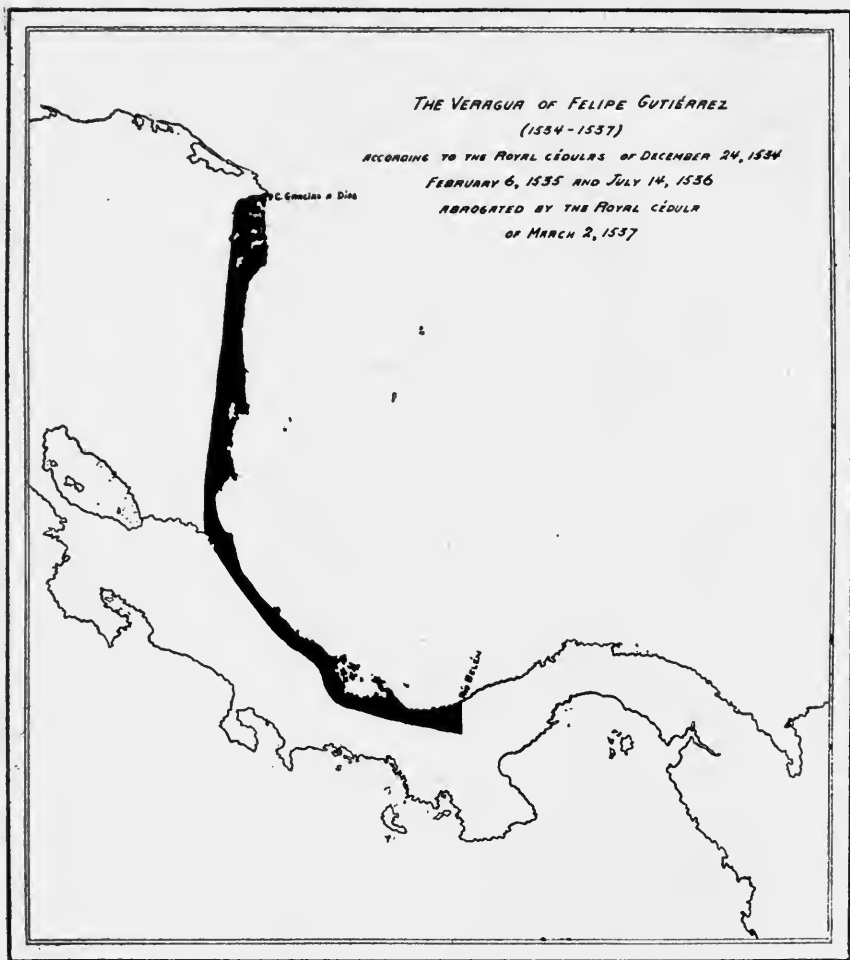 THE VERAGUA OF FELIPE GUTIÉRREZ
(1534-1537)
ACCORDING TO THE ROYAL CÉDULAS OF DECEMBER 24, 1534
FEBRUARY 6, 1535 AND JULY 14, 1536
ABROGATED BY THE ROYAL CÉDULA
OF MARCH 2, 1537
C. GRACIAS A DIOS
RÍO BELÉN